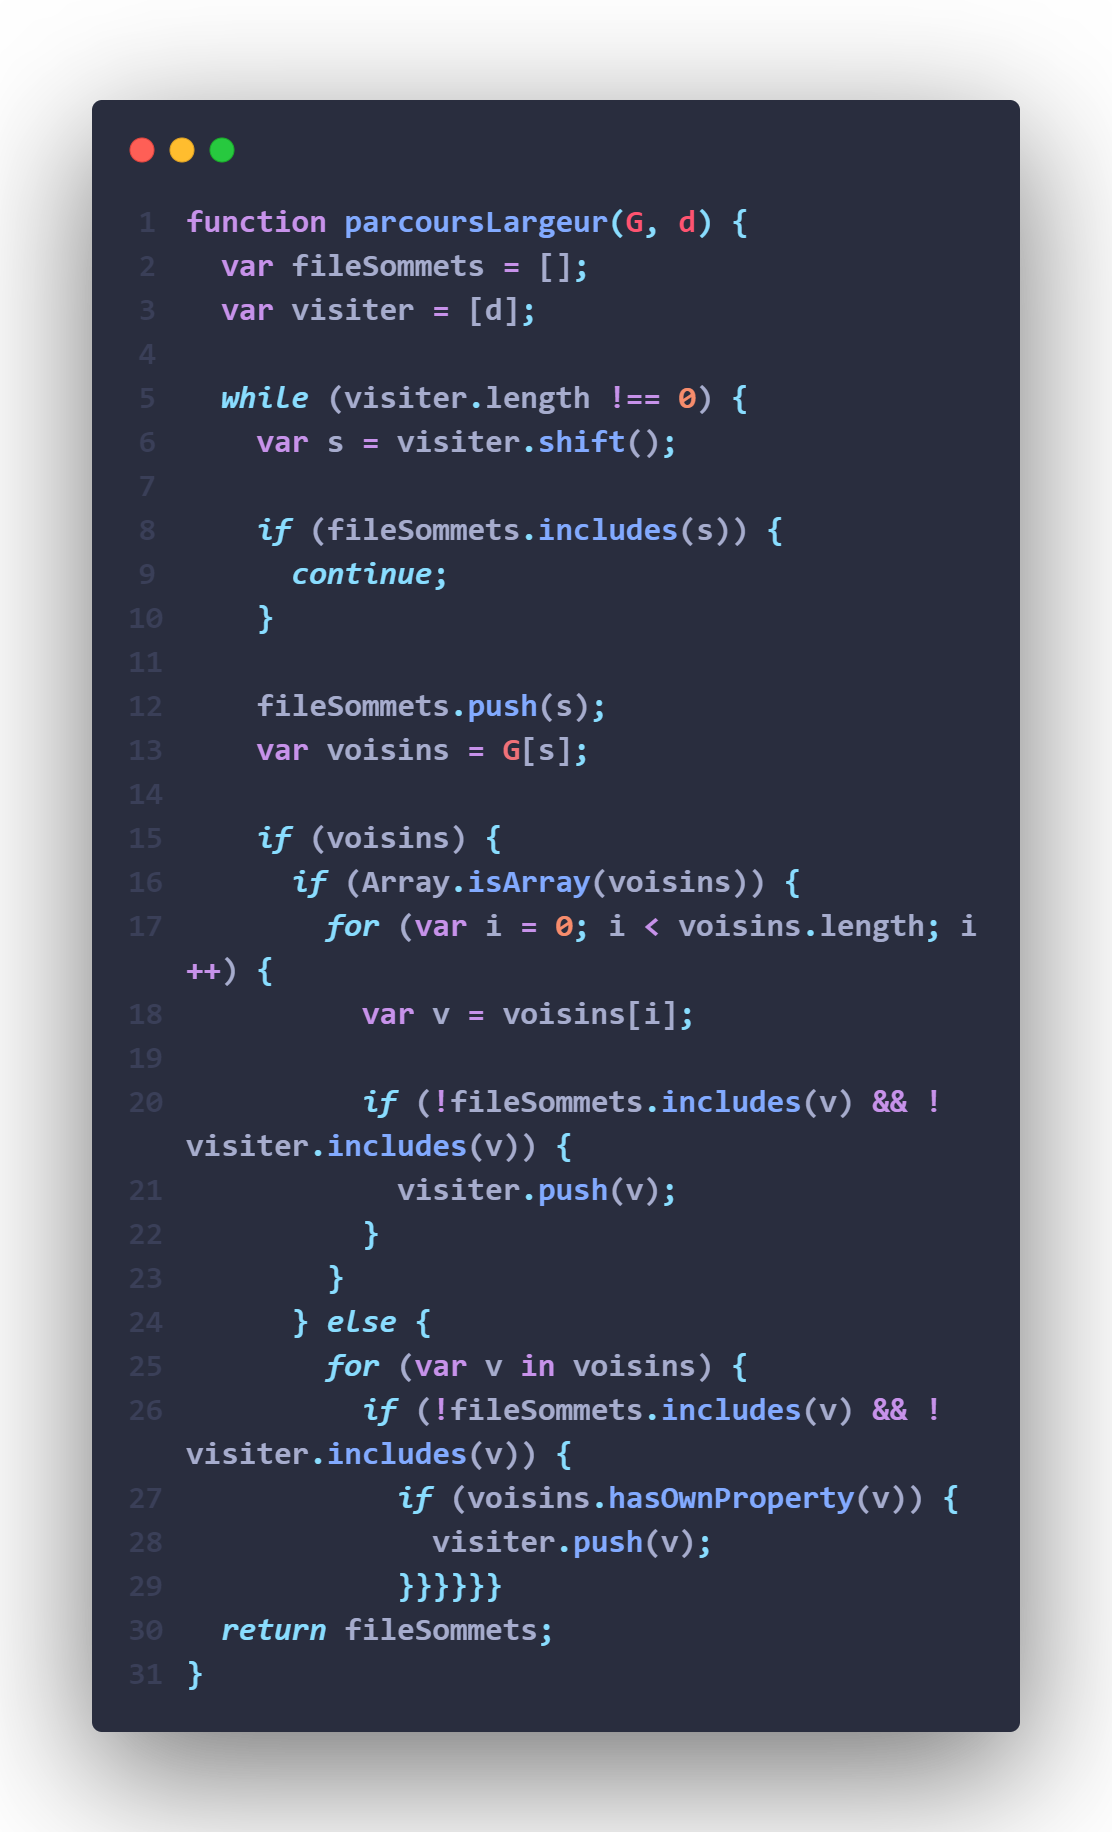 1 function parcoursLargeur(G, d) {
2   var fileSommets = [];
3   var visiter = [d];
4
5   while (visiter.length !== 0) {
6     var s = visiter.shift();
7
8     if (fileSommets.includes(s)) {
9       continue;
10     }
11
12     fileSommets.push(s);
13     var voisins = G[s];
14
15     if (voisins) {
16       if (Array.isArray(voisins)) {
17         for (var i = 0; i < voisins.length; i
++) {
18           var v = voisins[i];
19
20           if (!fileSommets.includes(v) && !
visiter.includes(v)) {
21             visiter.push(v);
22           }
23         }
24       } else {
25         for (var v in voisins) {
26           if (!fileSommets.includes(v) && !
visiter.includes(v)) {
27             if (voisins.hasOwnProperty(v)) {
28               visiter.push(v);
29             }}}}}}
30   return fileSommets;
31 }